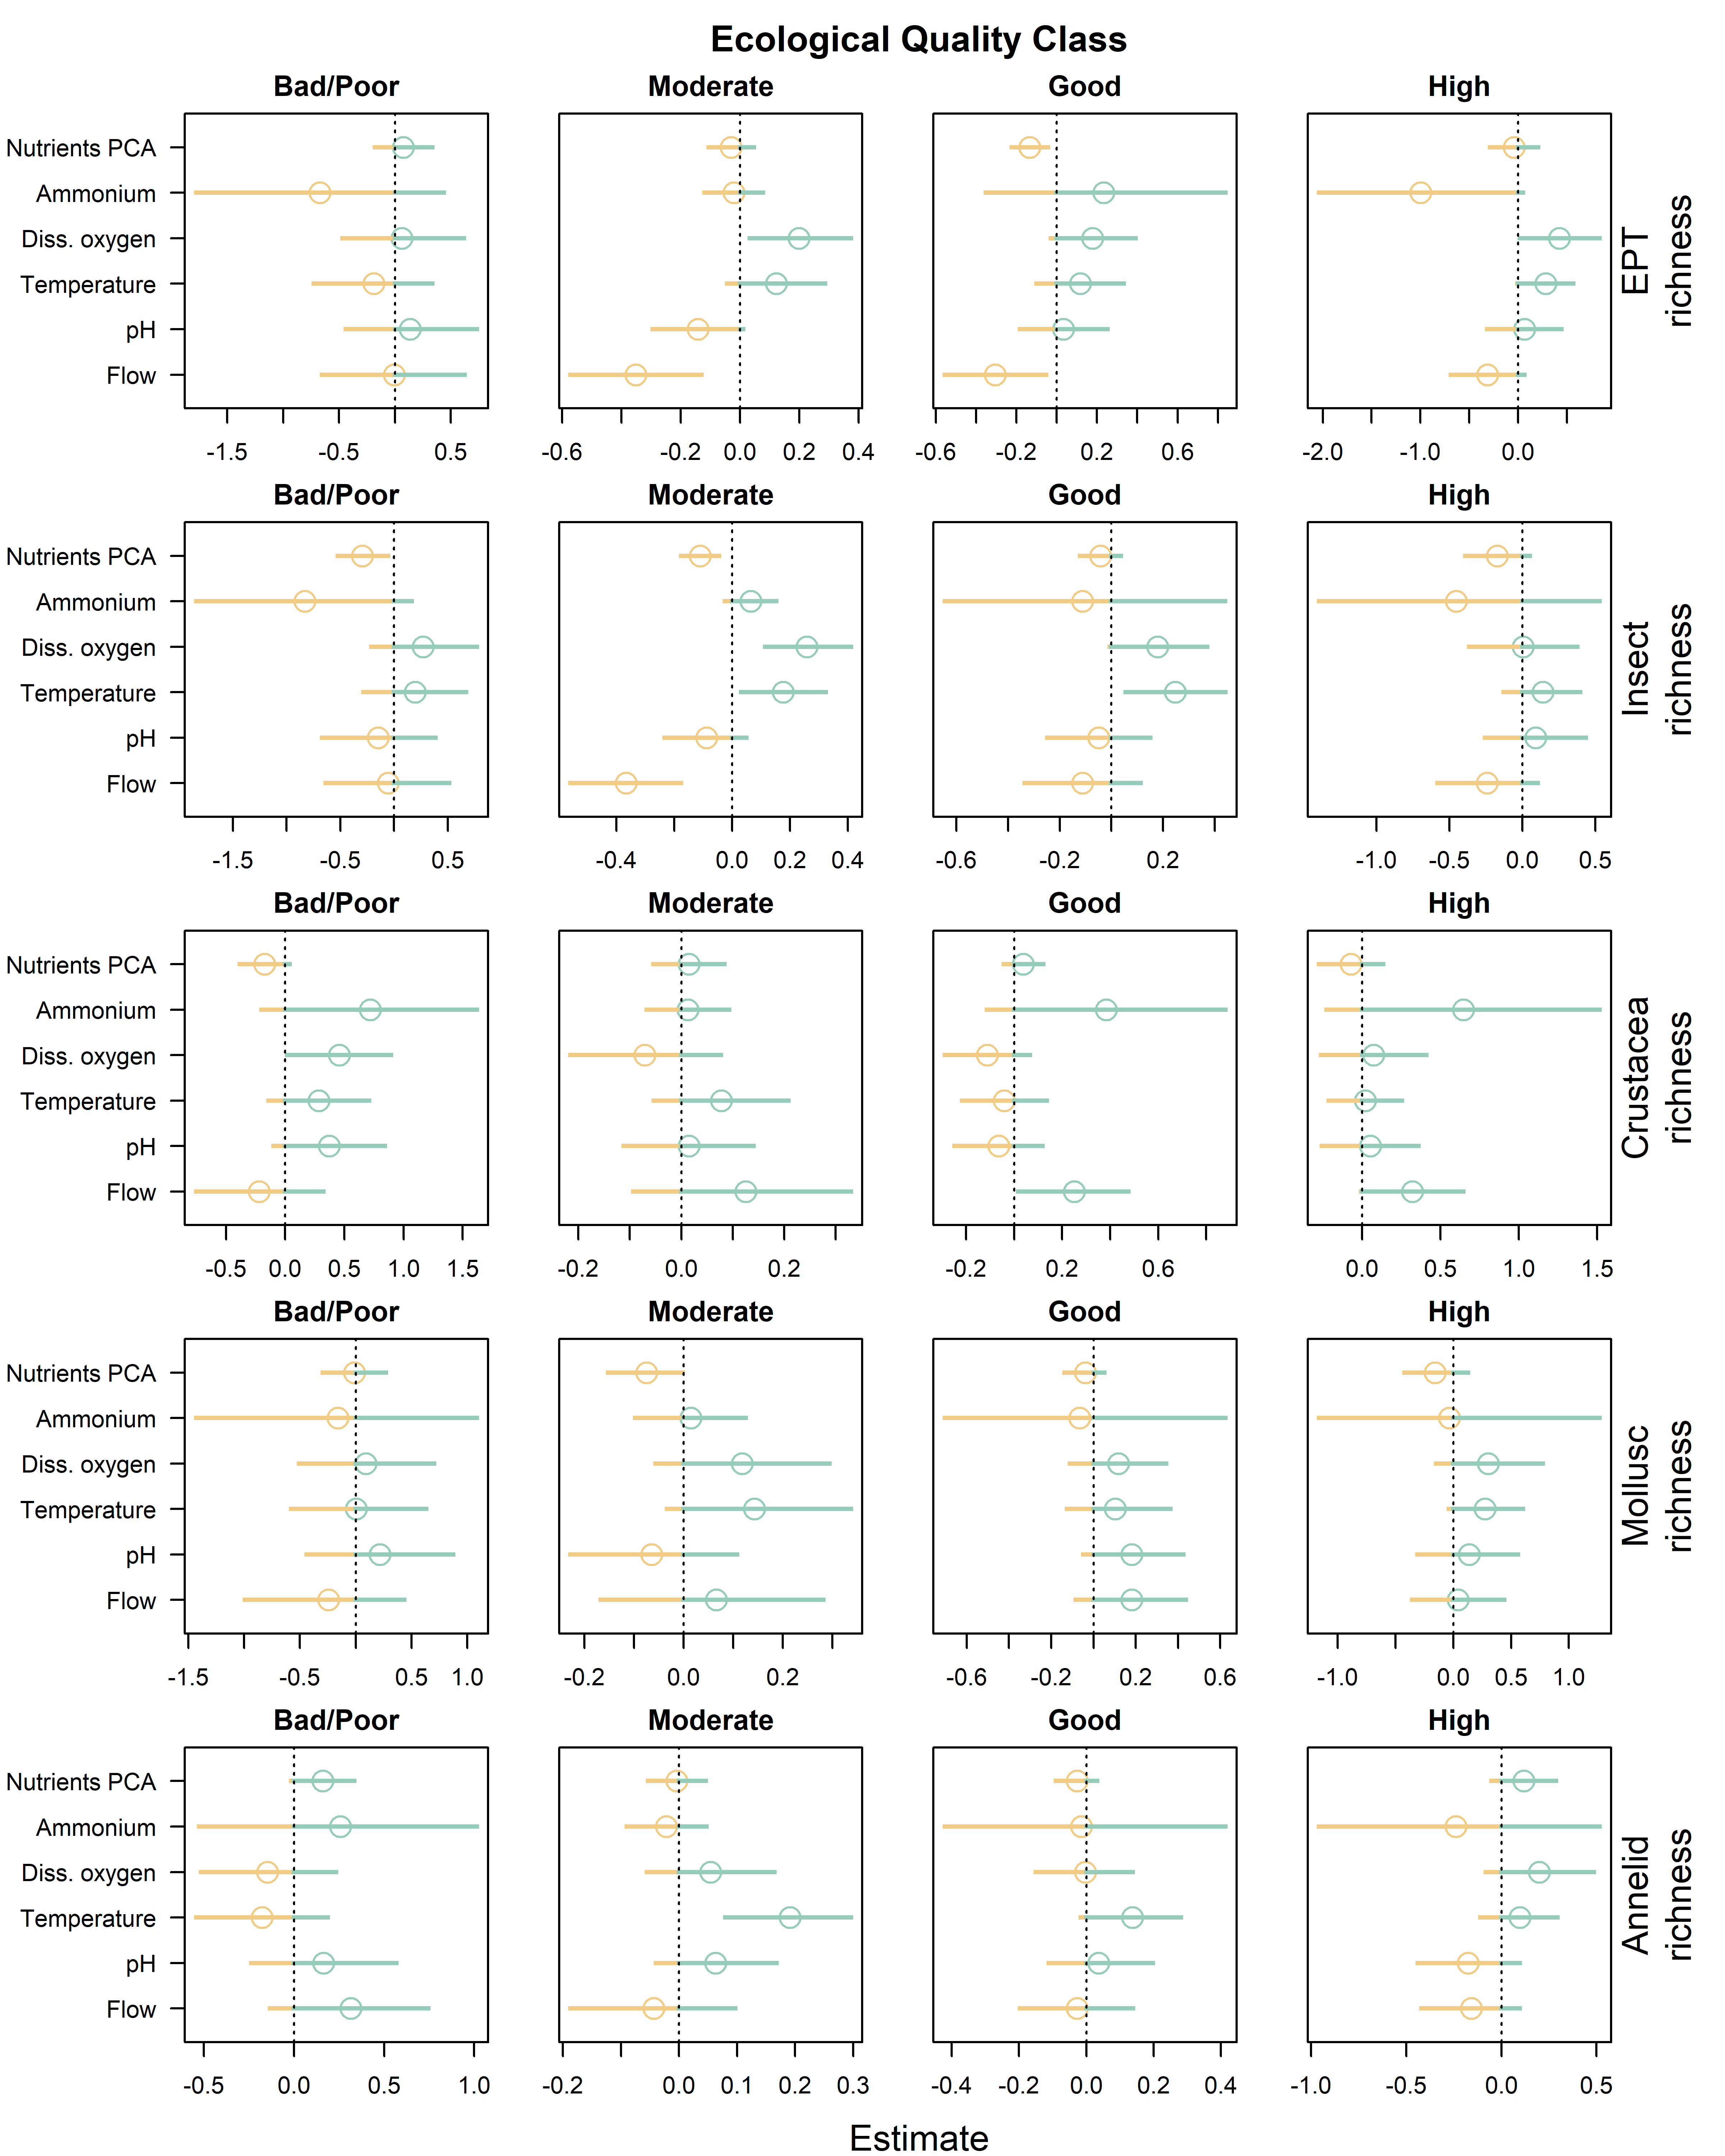 Ecological Quality Class
Bad/Poor Moderate Good High
Nutrients PCA
Ammonium
Diss. oxygen
Temperature
pH
Flow
EPT
richness
-1.5 -0.5 0.5 -0.6 -0.2 0.0 0.2 0.4 -0.6 -0.2 0.2 0.6 -2.0 -1.0 0.0
Bad/Poor Moderate Good High
Nutrients PCA
Ammonium
Diss. oxygen
Temperature
pH
Flow
Insect
richness
-1.5 -0.5 0.5 -0.4 0.0 0.2 0.4 -0.6 -0.2 0.2 -1.0 -0.5 0.0 0.5
Bad/Poor Moderate Good High
Nutrients PCA
Ammonium
Diss. oxygen
Temperature
pH
Flow
Crustacea
richness
-0.5 0.0 0.5 1.0 1.5 -0.2 0.0 0.2 -0.2 0.2 0.6 0.0 0.5 1.0 1.5
Bad/Poor Moderate Good High
Nutrients PCA
Ammonium
Diss. oxygen
Temperature
pH
Flow
Mollusc
richness
-1.5 -0.5 0.5 1.0 -0.2 0.0 0.2 -0.6 -0.2 0.2 0.6 -1.0 0.0 0.5 1.0
Bad/Poor Moderate Good High
Nutrients PCA
Ammonium
Diss. oxygen
Temperature
pH
Flow
Annelid
richness
-0.5 0.0 0.5 1.0 -0.2 0.0 0.1 0.2 0.3 -0.4 -0.2 0.0 0.2 0.4 -1.0 -0.5 0.0 0.5
Estimate